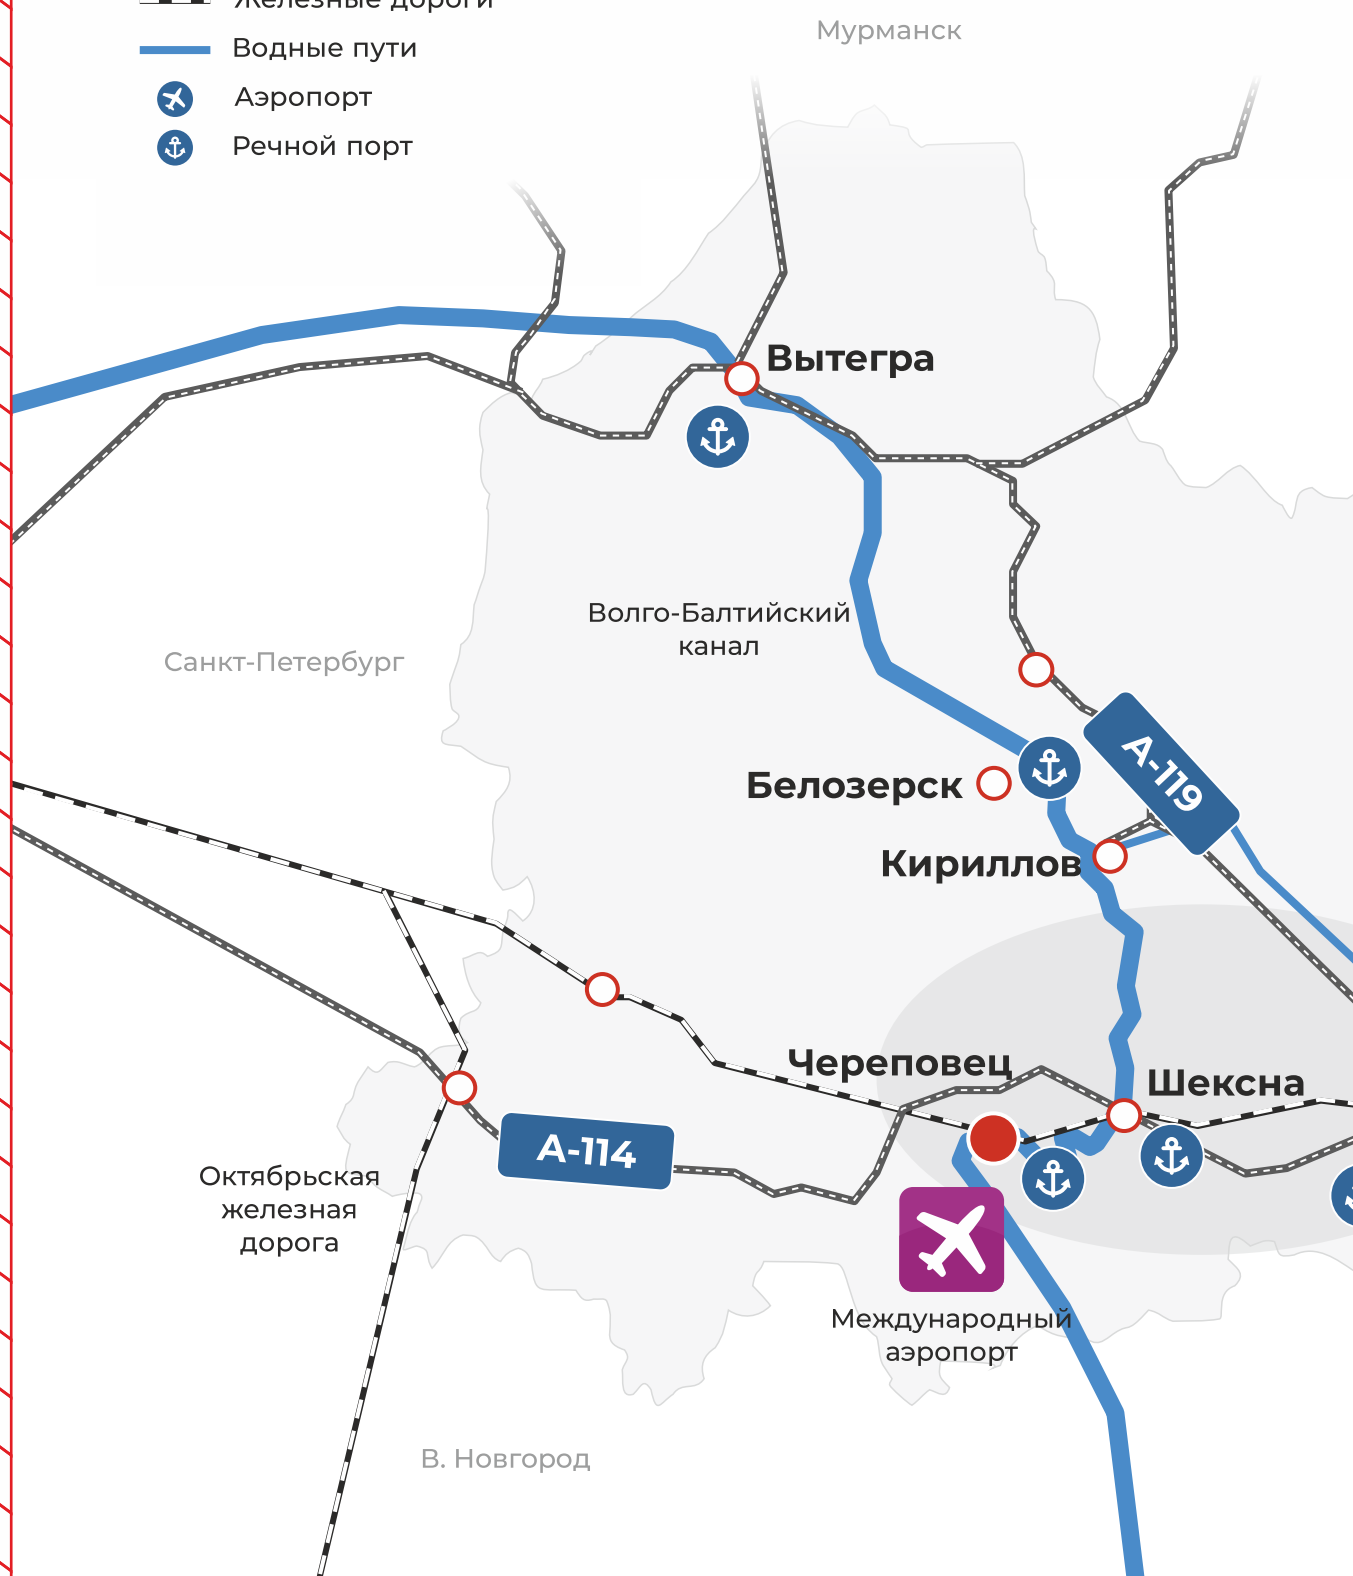 Железные дороги
Мурманск
Водные пути
Аэропорт
Речной порт
Вытегра
Волго-Балтийский
канал
Санкт-Петербург
А-119
Белозерск
Кириллов
Череповец
Шексна
А-114
Октябрьская
железная
дорога
Международный
аэропорт
В. Новгород